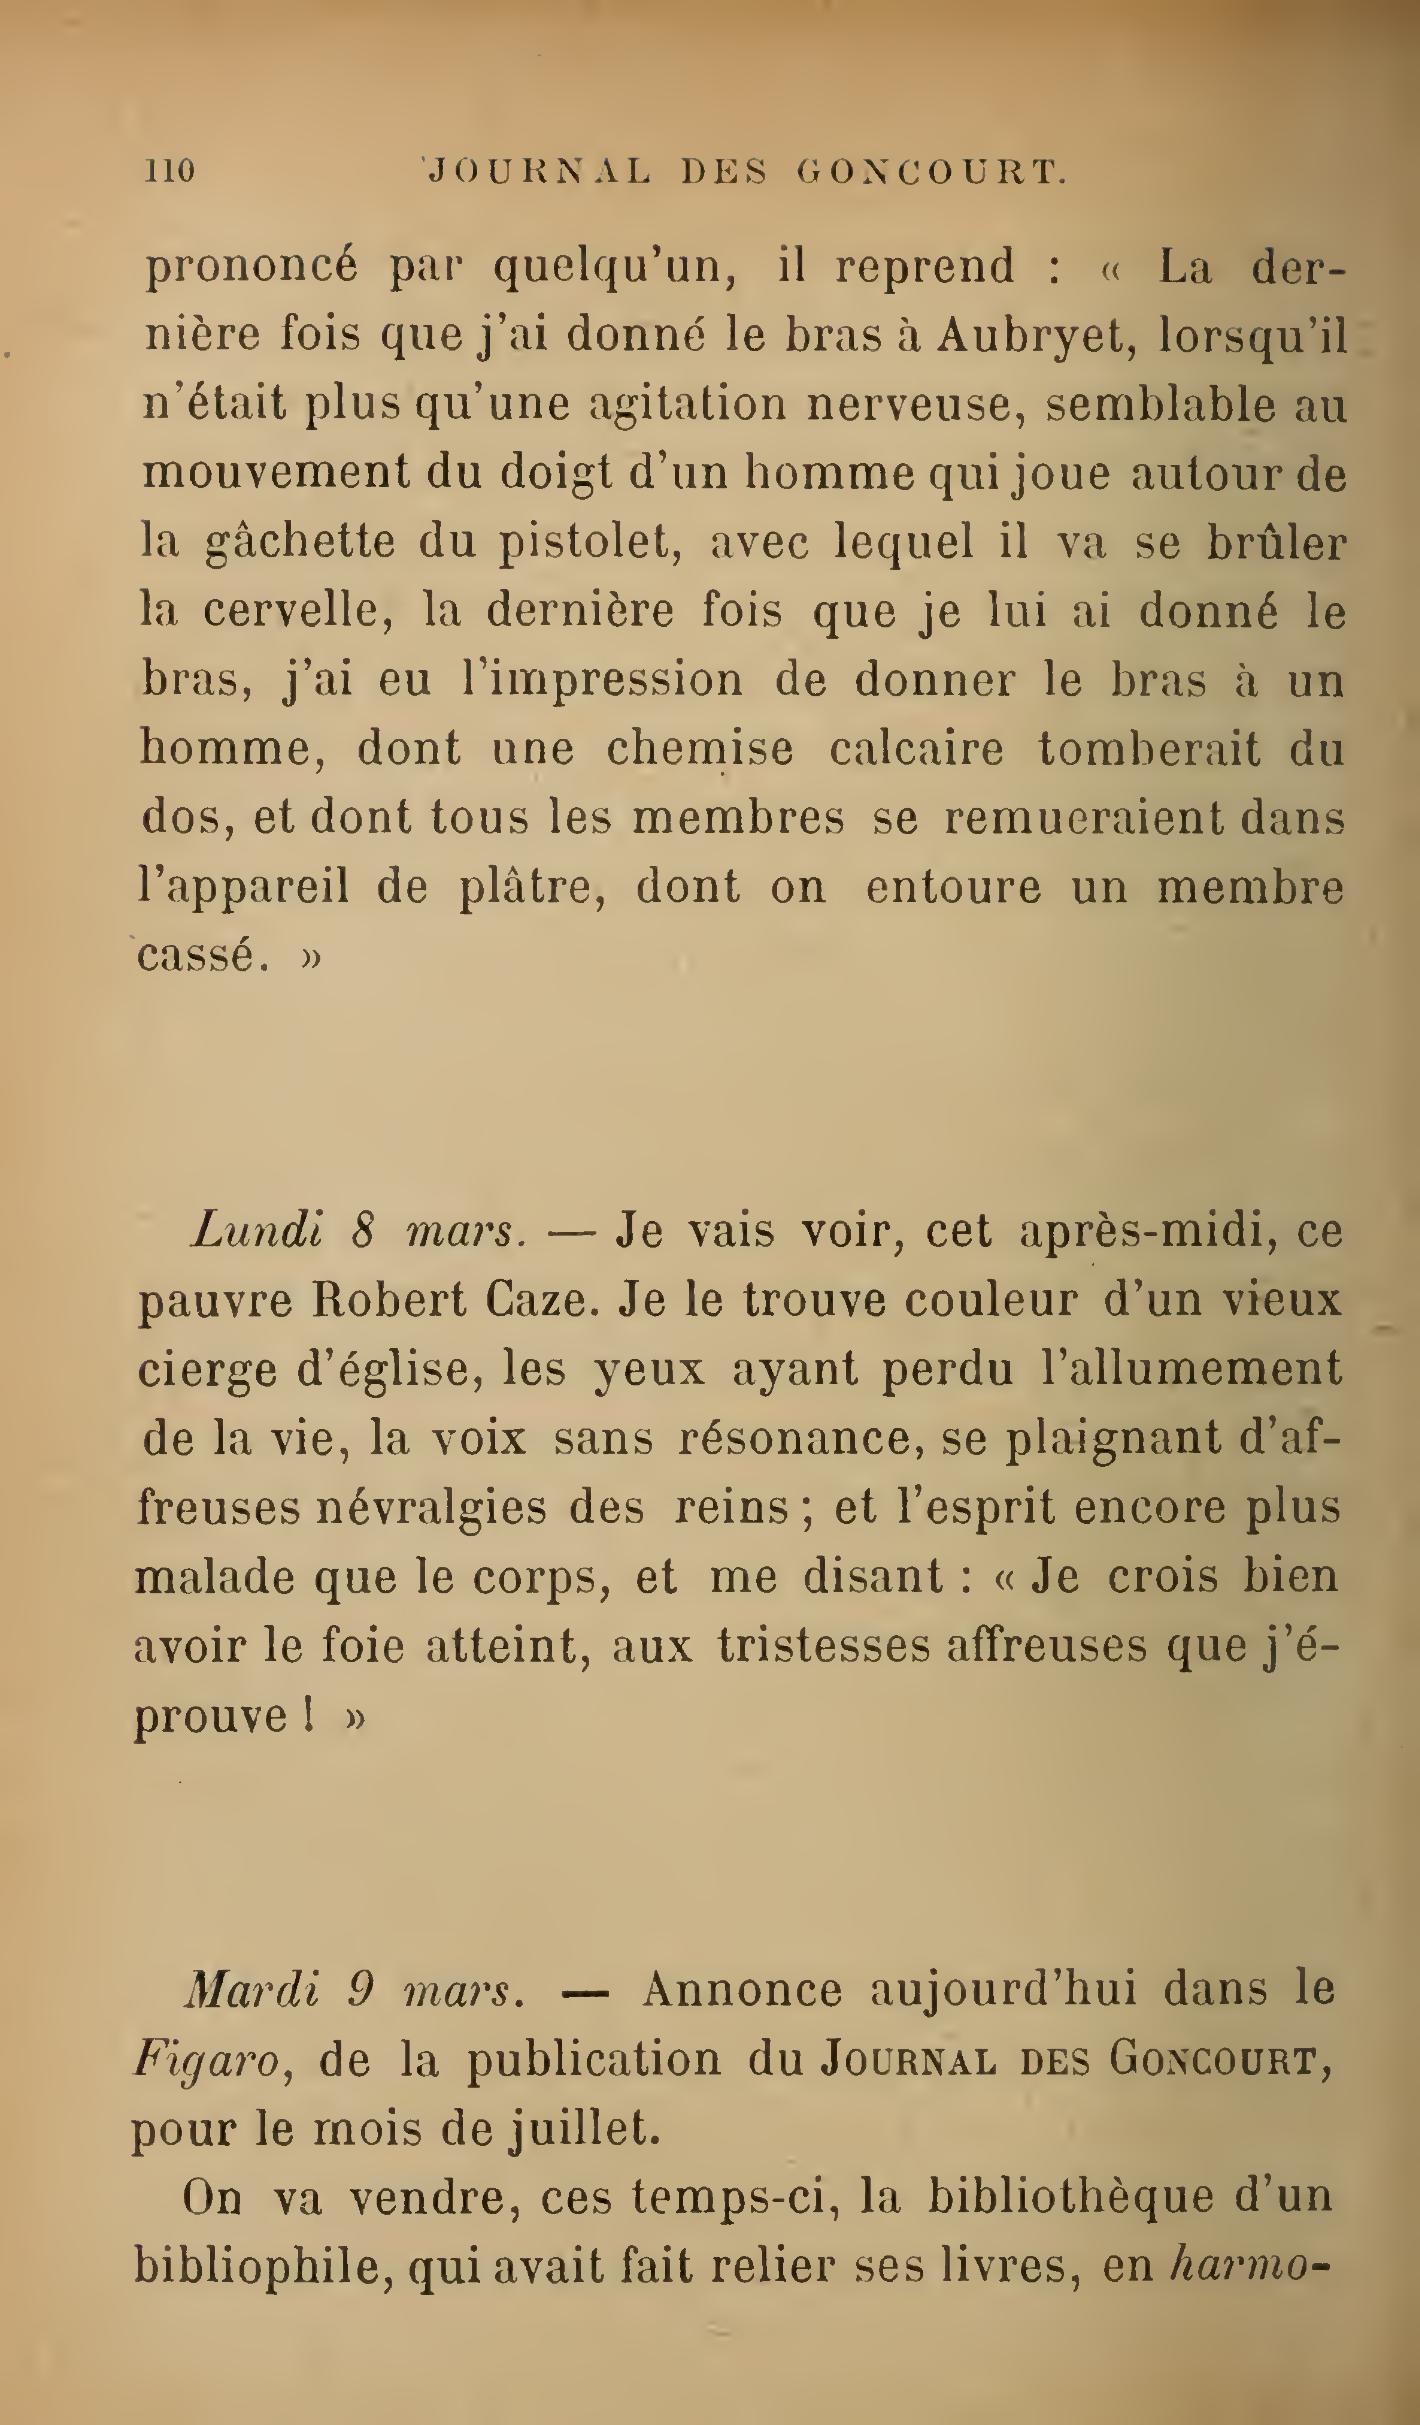 110 JOURNAL DES GONCOURT.
prononcé par quelqu'un, il reprend : « La der-
nière fois que j'ai donné le bras à Aubryet, lorsqu'il
n'était plus qu'une agitation nerveuse, semblable au
mouvement du doigt d'un homme qui joue autour de
la gâchette du pistolet, avec lequel il va se brûler
la cervelle, la dernière fois que je lui ai donné le
bras, j'ai eu l'impression de donner le bras à un
homme, dont une chemise calcaire tomberait du
dos, et dont tous les membres se remueraient dans
l'appareil de plâtre, dont on entoure un membre
cassé. »
Lundi 8 mars. — Je vais voir, cet après-midi, ce
pauvre Robert Caze. Je le trouve couleur d'un vieux
cierge d'église, les yeux ayant perdu l'allumement
de la vie, la voix sans résonance, se plaignant d'af-
freuses névralgies des reins ; et l'esprit encore plus
malade que le corps, et me disant : « Je crois bien
avoir le foie atteint, aux tristesses affreuses que j'é-
prouve ! »
Mardi 9 mars. — Annonce aujourd'hui dans le
Figaro, de la publication du JOURNAL DES GONCOURT,
pour le mois de juillet.
On va vendre, ces temps-ci, la bibliothèque d'un
bibliophile, qui avait fait relier ses livres, en harmo-